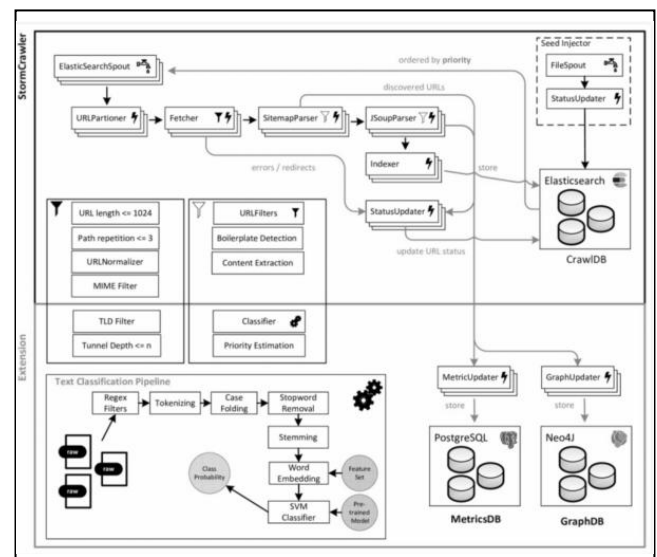 StormCrawler
Extension
ElasticSearchSpout
ordered by priority
Seed Injector
FileSpout
StatusUpdater
discovered URLs
URLPartioner
Fetcher
SitemapParser
JSoupParser
Indexer
errors / redirects
store
StatusUpdater
update URL status
Elasticsearch
CrawlDB
URL length <= 1024
Path repetition <= 3
URLNormalizer
MIME Filter
TLD Filter
Tunnel Depth <= n
URLFilters
Boilerplate Detection
Content Extraction
Classifier
Priority Estimation
Text Classification Pipeline
Regex
Filters
Tokenizing
Case
Folding
Stopword
Removal
Stemming
Word
Embedding
SVM
Classifier
Feature
Set
Pre-
trained
Model
Class
Probability
raw
raw
raw
MetricUpdater
GraphUpdater
store
store
PostgreSQL
Neo4J
MetricsDB
GraphDB